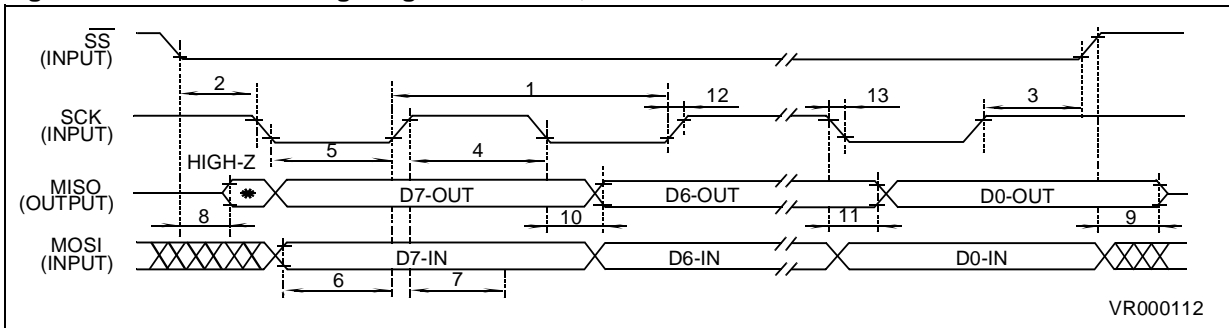 SS
(INPUT)
2
1
12
13
3
SCK
(INPUT)
5
4
HIGH-Z
MISO
(OUTPUT)
D7-OUT
D6-OUT
D0-OUT
8
10
11
9
MOSI
(INPUT)
D7-IN
D6-IN
D0-IN
6
7
VR000112